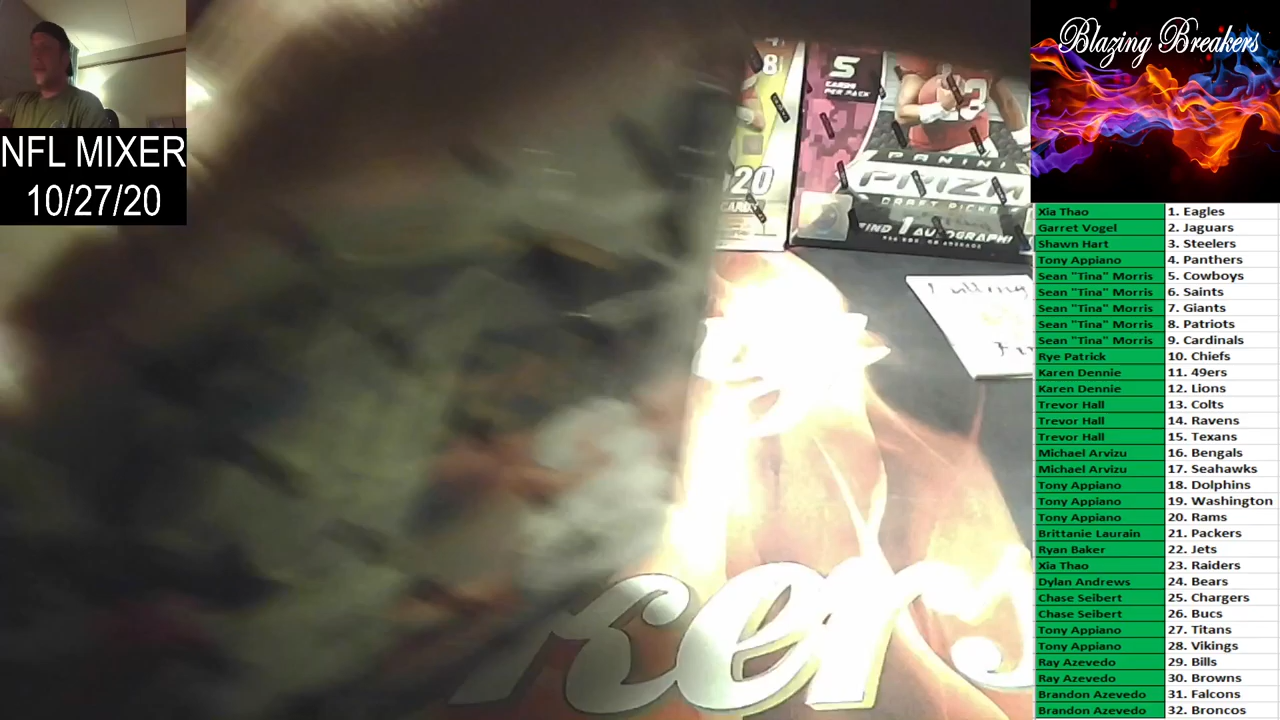 NFL MIXER
10/27/20
8
20
5
CARDS
PER PACK
13
PANINI
PRIZM
DRAFT PICKS
FIND 1 AUTOGRAPH!
cers
Blazing Breakers
Xia Thao 1. Eagles
Garret Vogel 2. Jaguars
Shawn Hart 3. Steelers
Tony Appiano 4. Panthers
Sean "Tina" Morris 5. Cowboys
Sean "Tina" Morris 6. Saints
Sean "Tina" Morris 7. Giants
Sean "Tina" Morris 8. Patriots
Sean "Tina" Morris 9. Cardinals
Rye Patrick 10. Chiefs
Karen Dennie 11. 49ers
Karen Dennie 12. Lions
Trevor Hall 13. Colts
Trevor Hall 14. Ravens
Trevor Hall 15. Texans
Michael Arvizu 16. Bengals
Michael Arvizu 17. Seahawks
Tony Appiano 18. Dolphins
Tony Appiano 19. Washington
Tony Appiano 20. Rams
Brittanie Laurain 21. Packers
Ryan Baker 22. Jets
Xia Thao 23. Raiders
Dylan Andrews 24. Bears
Chase Seibert 25. Chargers
Chase Seibert 26. Bucs
Tony Appiano 27. Titans
Tony Appiano 28. Vikings
Ray Azevedo 29. Bills
Ray Azevedo 30. Browns
Brandon Azevedo 31. Falcons
Brandon Azevedo 32. Broncos